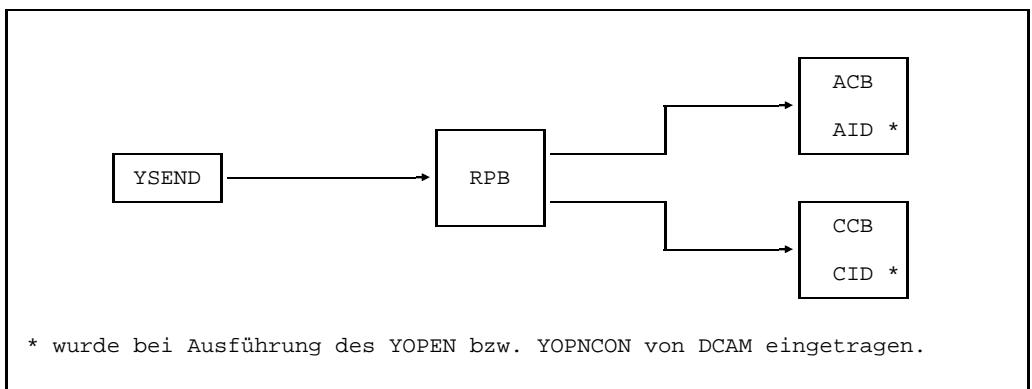 ACB
AID *
YSEND
RPB
CCB
CID *
* wurde bei Ausführung des YOPEN bzw. YOPNCON von DCAM eingetragen.